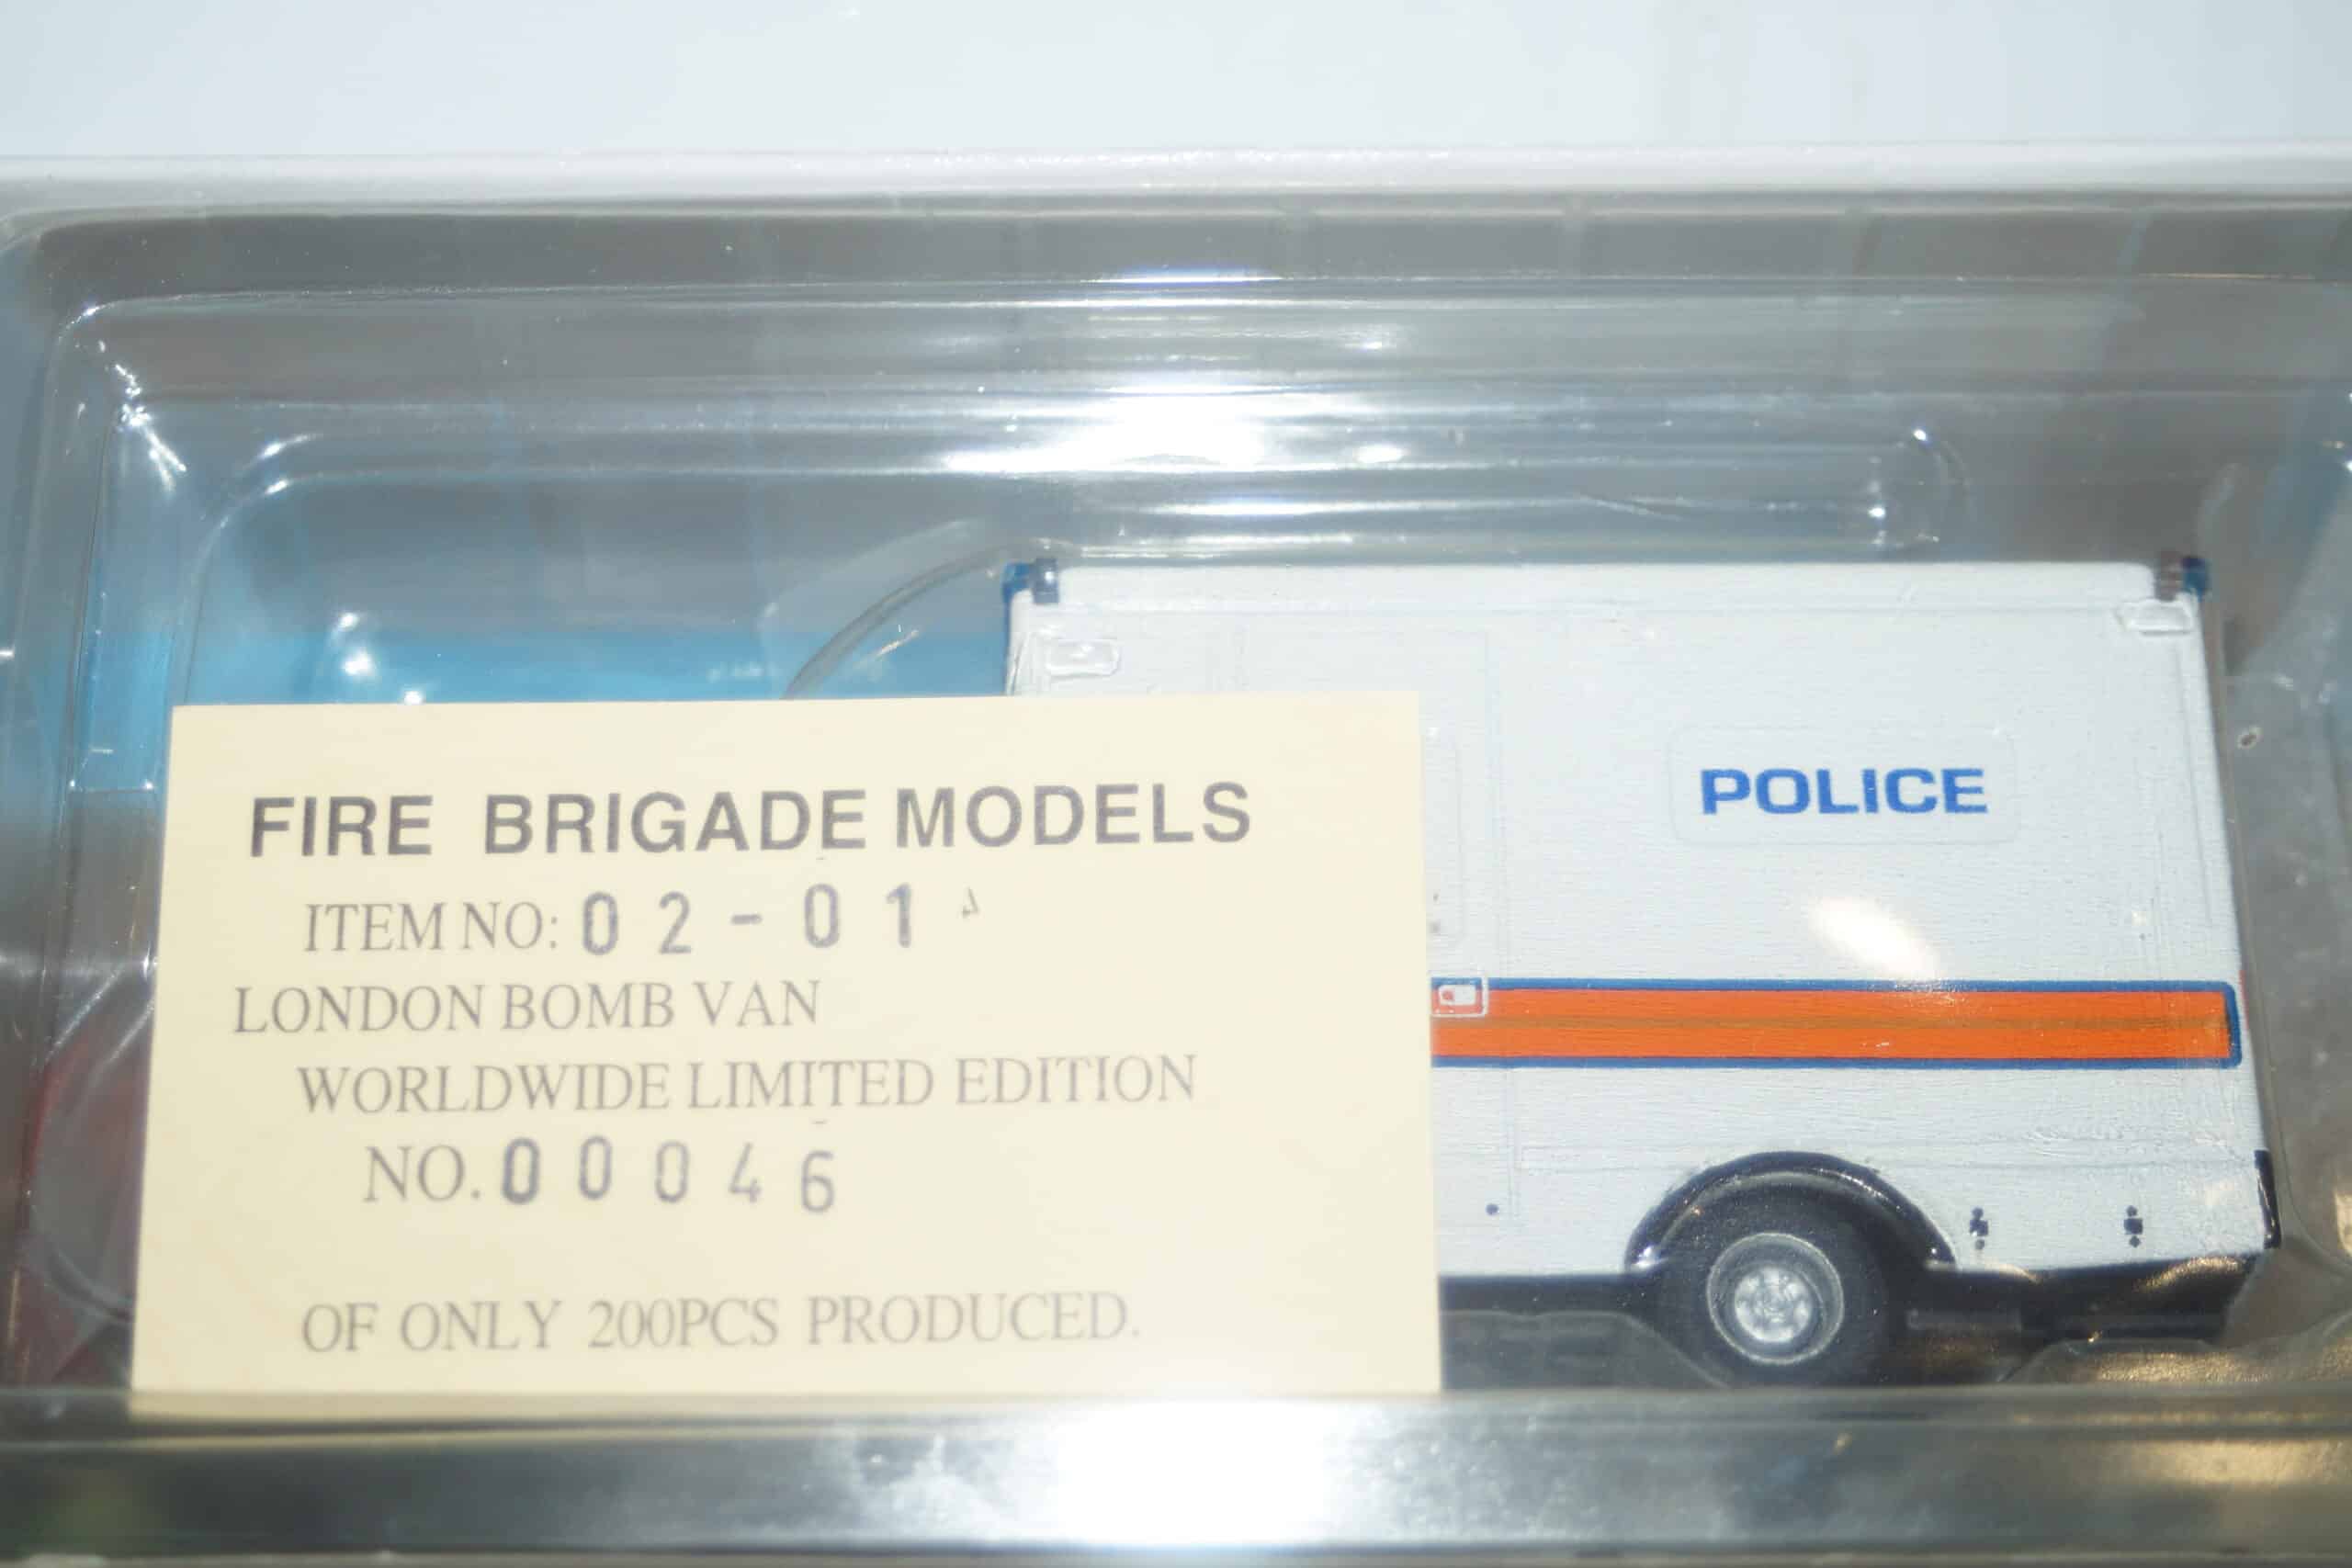 FIRE BRIGADE MODELS
ITEM NO: 02-01
LONDON BOMB VAN
WORLDWIDE LIMITED EDITION
NO. 00046
OF ONLY 200PCS PRODUCED.
POLICE